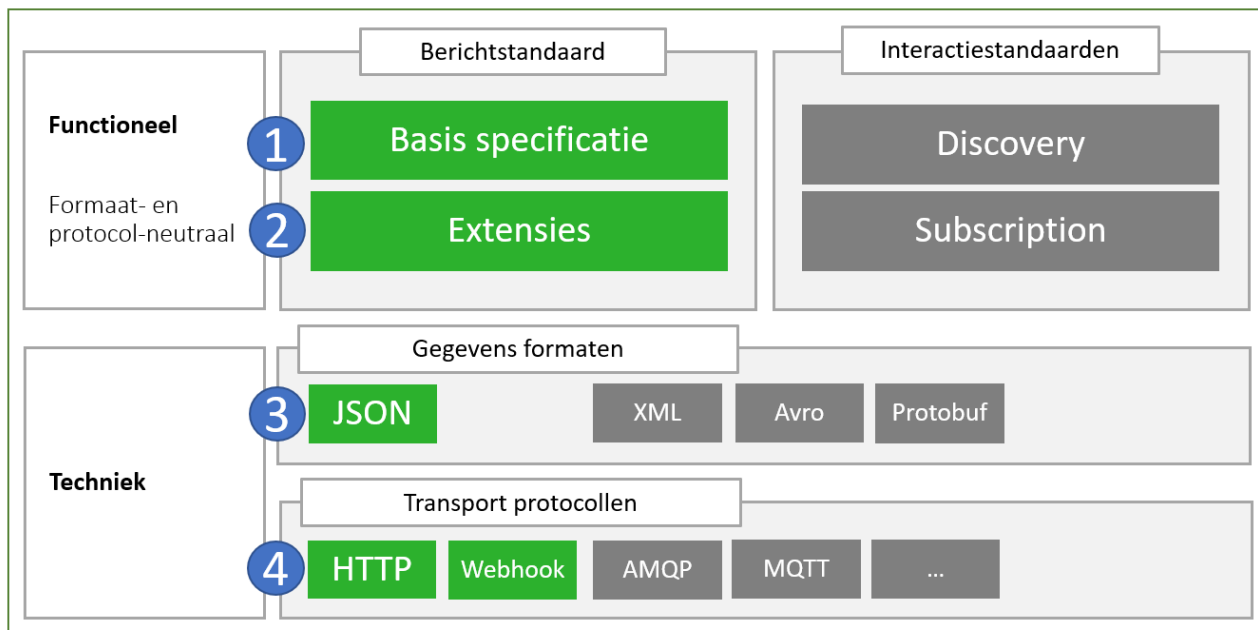 Berichtstandaard
Interactiestandaarden
Functioneel
Formaat- en
protocol-neutraal
1
Basis specificatie
Discovery
2
Extensies
Subscription
Gegevens formaten
Techniek
3
JSON
XML
Avro
Protobuf
Transport protocollen
4
HTTP
Webhook
AMQP
MQTT
...